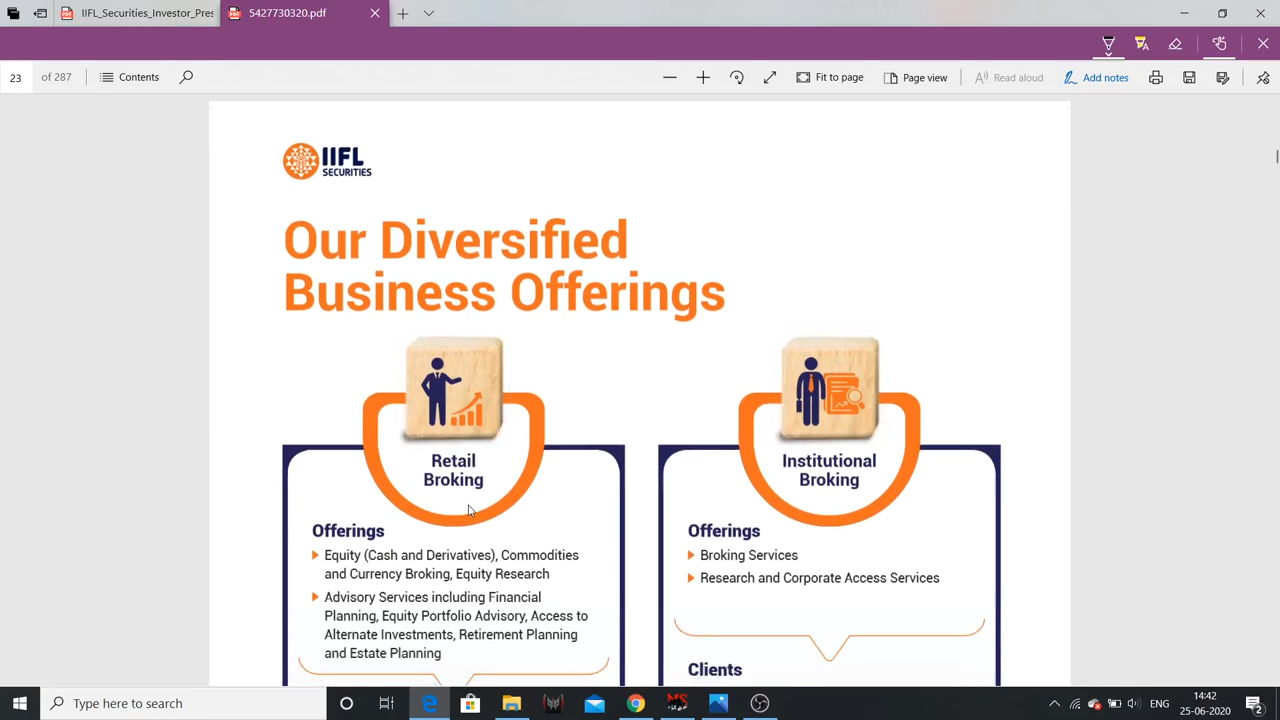 IIFL_Securities_Investor_Pres
5427730320.pdf
23 of 287
Contents
Fit to page
Page view
Read aloud
Add notes
IIFL
SECURITIES
Our Diversified
Business Offerings
Retail
Broking
Offerings
Equity (Cash and Derivatives), Commodities
and Currency Broking, Equity Research
Advisory Services including Financial
Planning, Equity Portfolio Advisory, Access to
Alternate Investments, Retirement Planning
and Estate Planning
Institutional
Broking
Offerings
Broking Services
Research and Corporate Access Services
Clients
Type here to search
14:42
25-06-2020
2